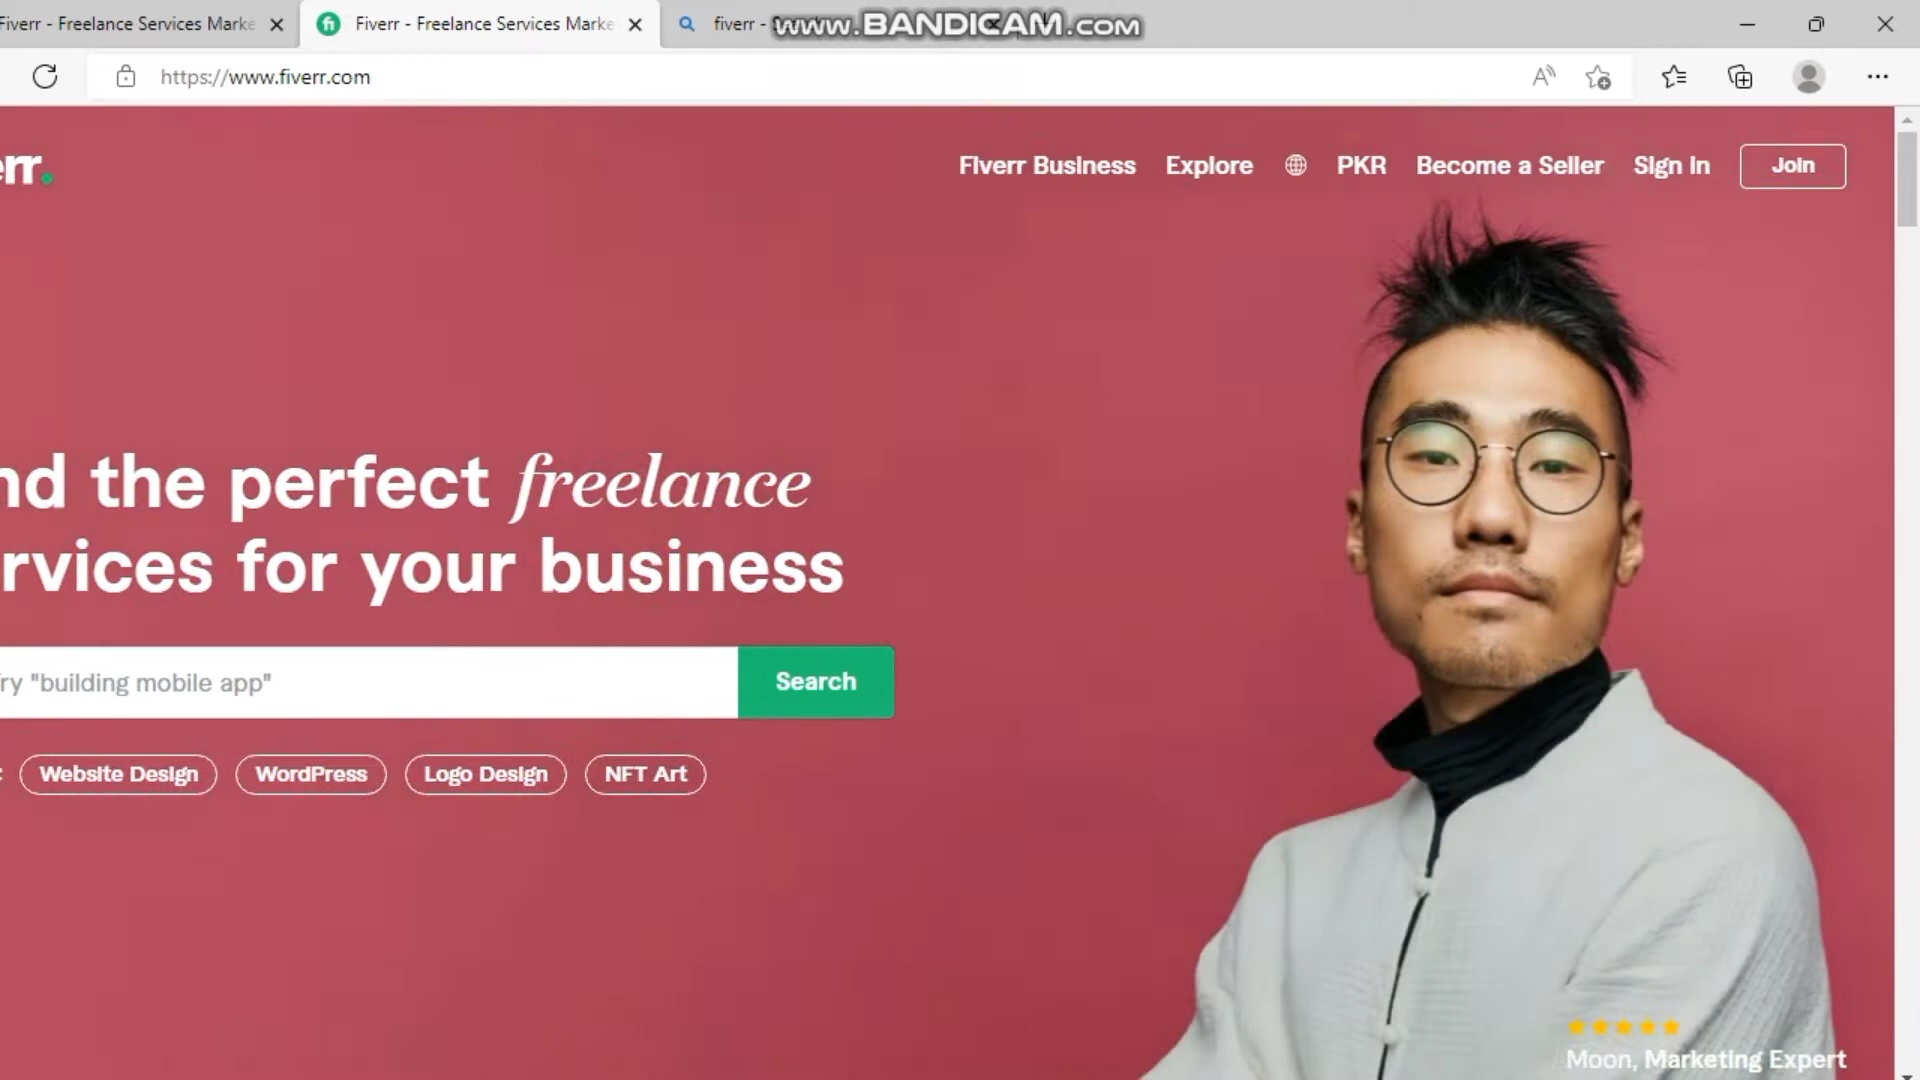 Fiverr - Freelance Services Marke
Fiverr - Freelance Services Marke
fiverr -
www.BANDICAM.com
https://www.fiverr.com
err.
Fiverr Business
Explore
PKR
Become a Seller
Sign in
Join
nd the perfect freelance
rvices for your business
ry "building mobile app"
Search
Website Design
WordPress
Logo Design
NFT Art
Moon, Marketing Expert